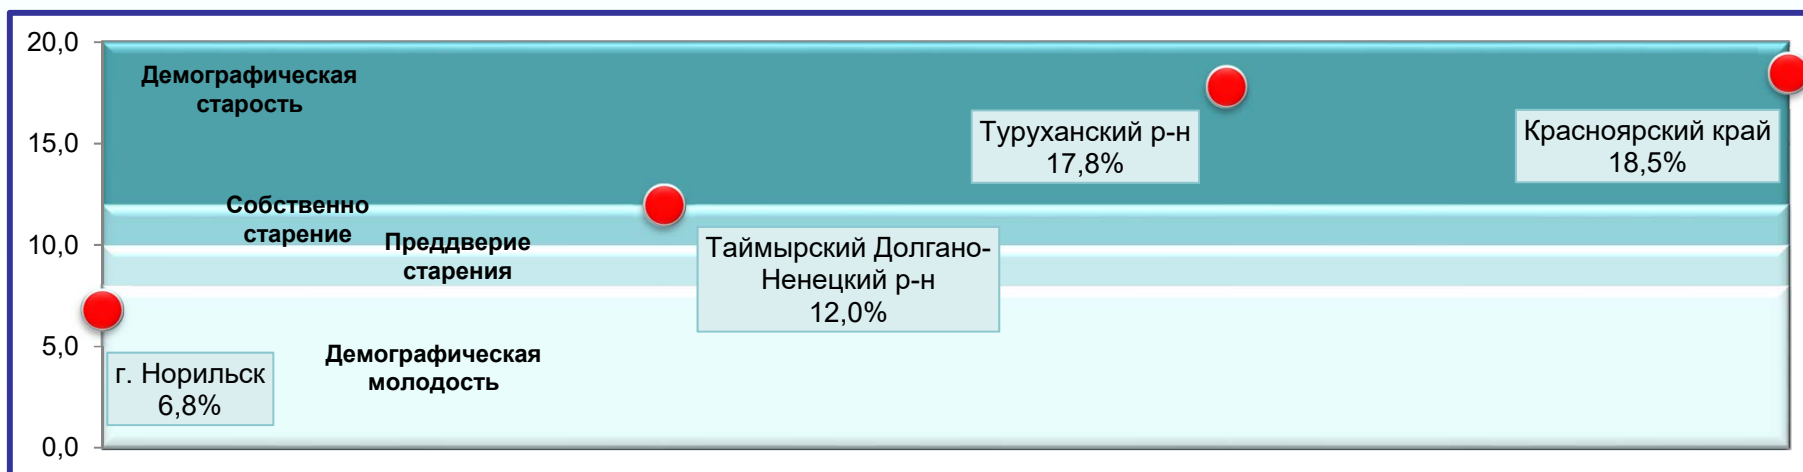 20,0
15,0
10,0
5,0
0,0
Демографическая
старость
Собственно
старение
Преддверие
старения
Демографическая
молодость
г. Норильск
6,8%
Таймырский Долгано-
Ненецкий р-н
12,0%
Туруханский р-н
17,8%
Красноярский край
18,5%